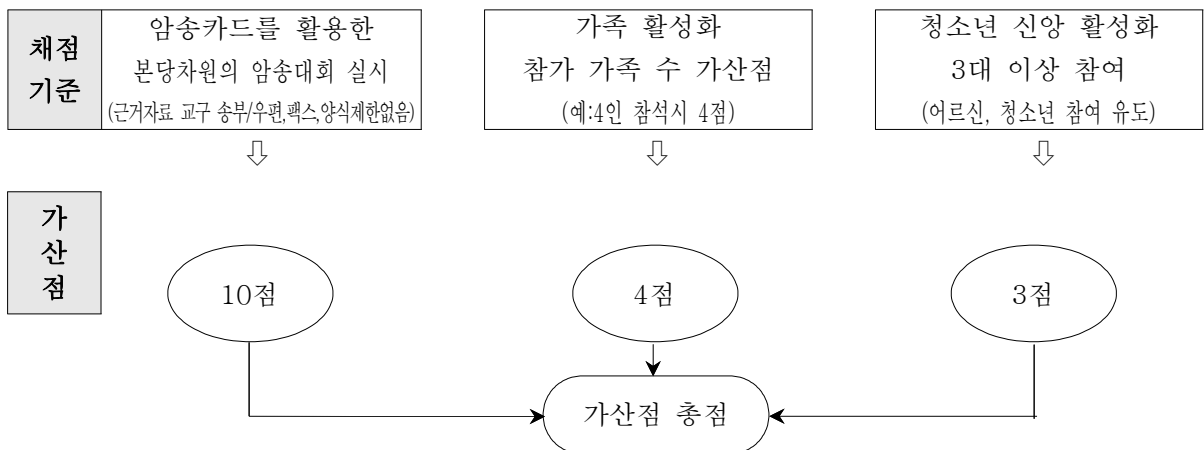 채점
기준
암송카드를 활용한
본당차원의 암송대회 실시
(근거자료 교구 송부/우편,팩스,양식제한없음)
가족 활성화
참가 가족 수 가산점
(예:4인 참석시 4점)
청소년 신앙 활성화
3대 이상 참여
(어르신, 청소년 참여 유도)
⇩
⇩
⇩
가
산
점
10점
4점
3점
가산점 총점